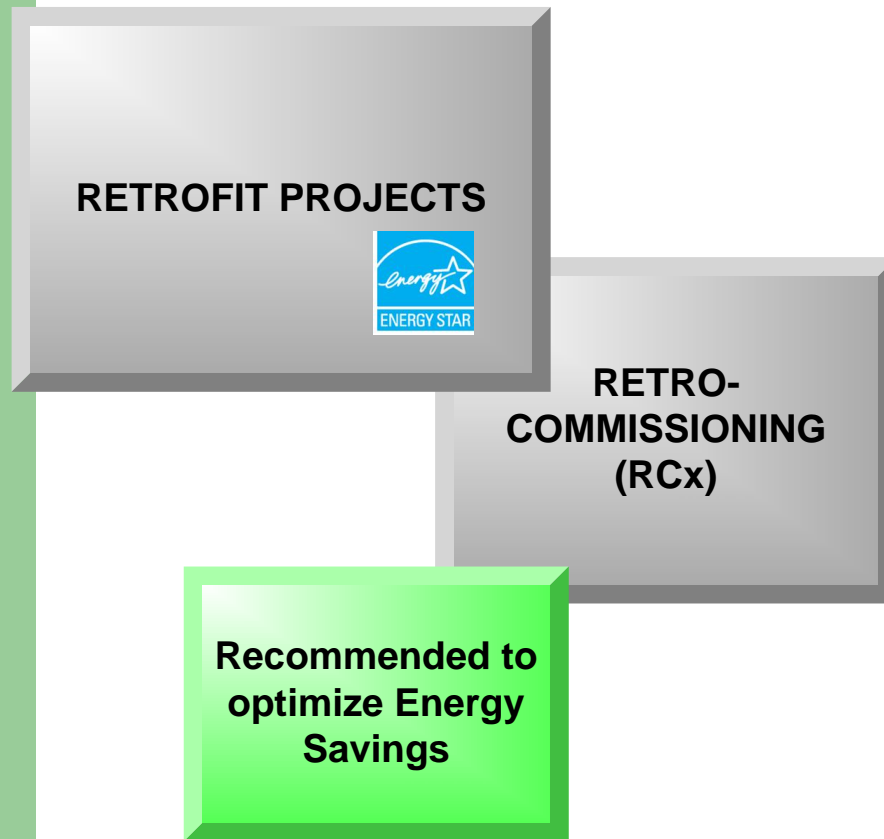 RETROFIT PROJECTS
energy
ENERGY STAR
RETRO-
COMMISSIONING
(RCx)
Recommended to
optimize Energy
Savings